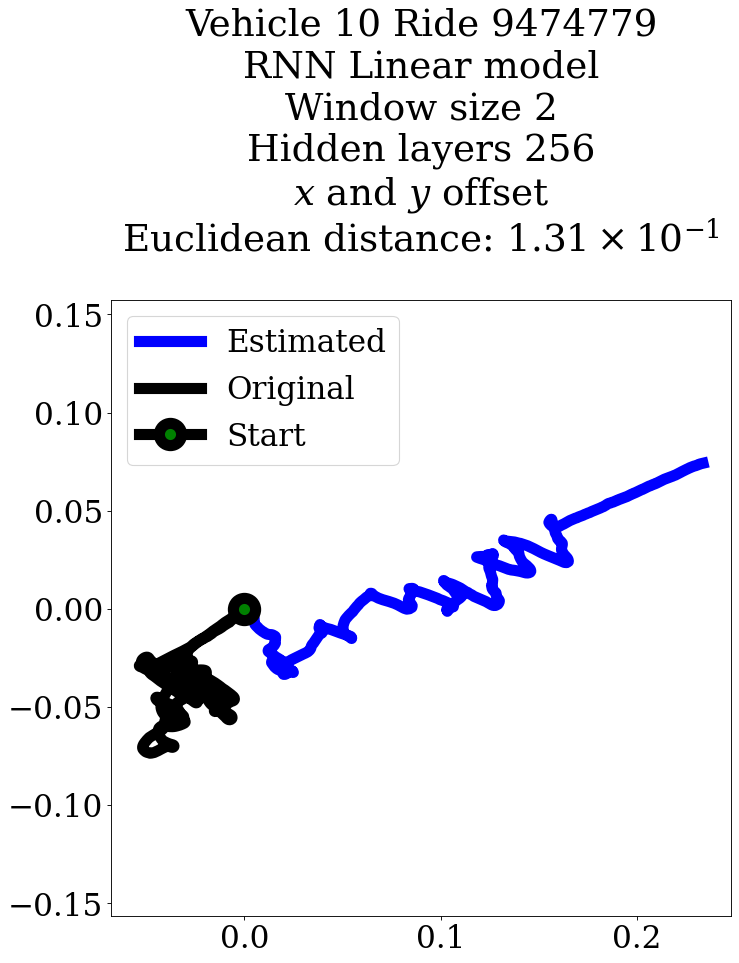 Vehicle 10 Ride 9474779
RNN Linear model
Window size 2
Hidden layers 256
x and y offset
Euclidean distance: 1.31 × 10⁻¹
Estimated
Original
Start
0.15
0.10
0.05
0.00
−0.05
−0.10
−0.15
0.0 0.1 0.2